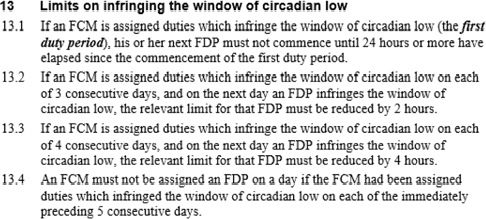 13 Limits on infringing the window of circadian low
13.1 If an FCM is assigned duties which infringe the window of circadian low (the first
duty period), his or her next FDP must not commence until 24 hours or more have
elapsed since the commencement of the first duty period.
13.2 If an FCM is assigned duties which infringe the window of circadian low on each
of 3 consecutive days, and on the next day an FDP infringes the window of
circadian low, the relevant limit for that FDP must be reduced by 2 hours.
13.3 If an FCM is assigned duties which infringe the window of circadian low on each
of 4 consecutive days, and on the next day an FDP infringes the window of
circadian low, the relevant limit for that FDP must be reduced by 4 hours.
13.4 An FCM must not be assigned an FDP on a day if the FCM had been assigned
duties which infringed the window of circadian low on each of the immediately
preceding 5 consecutive days.